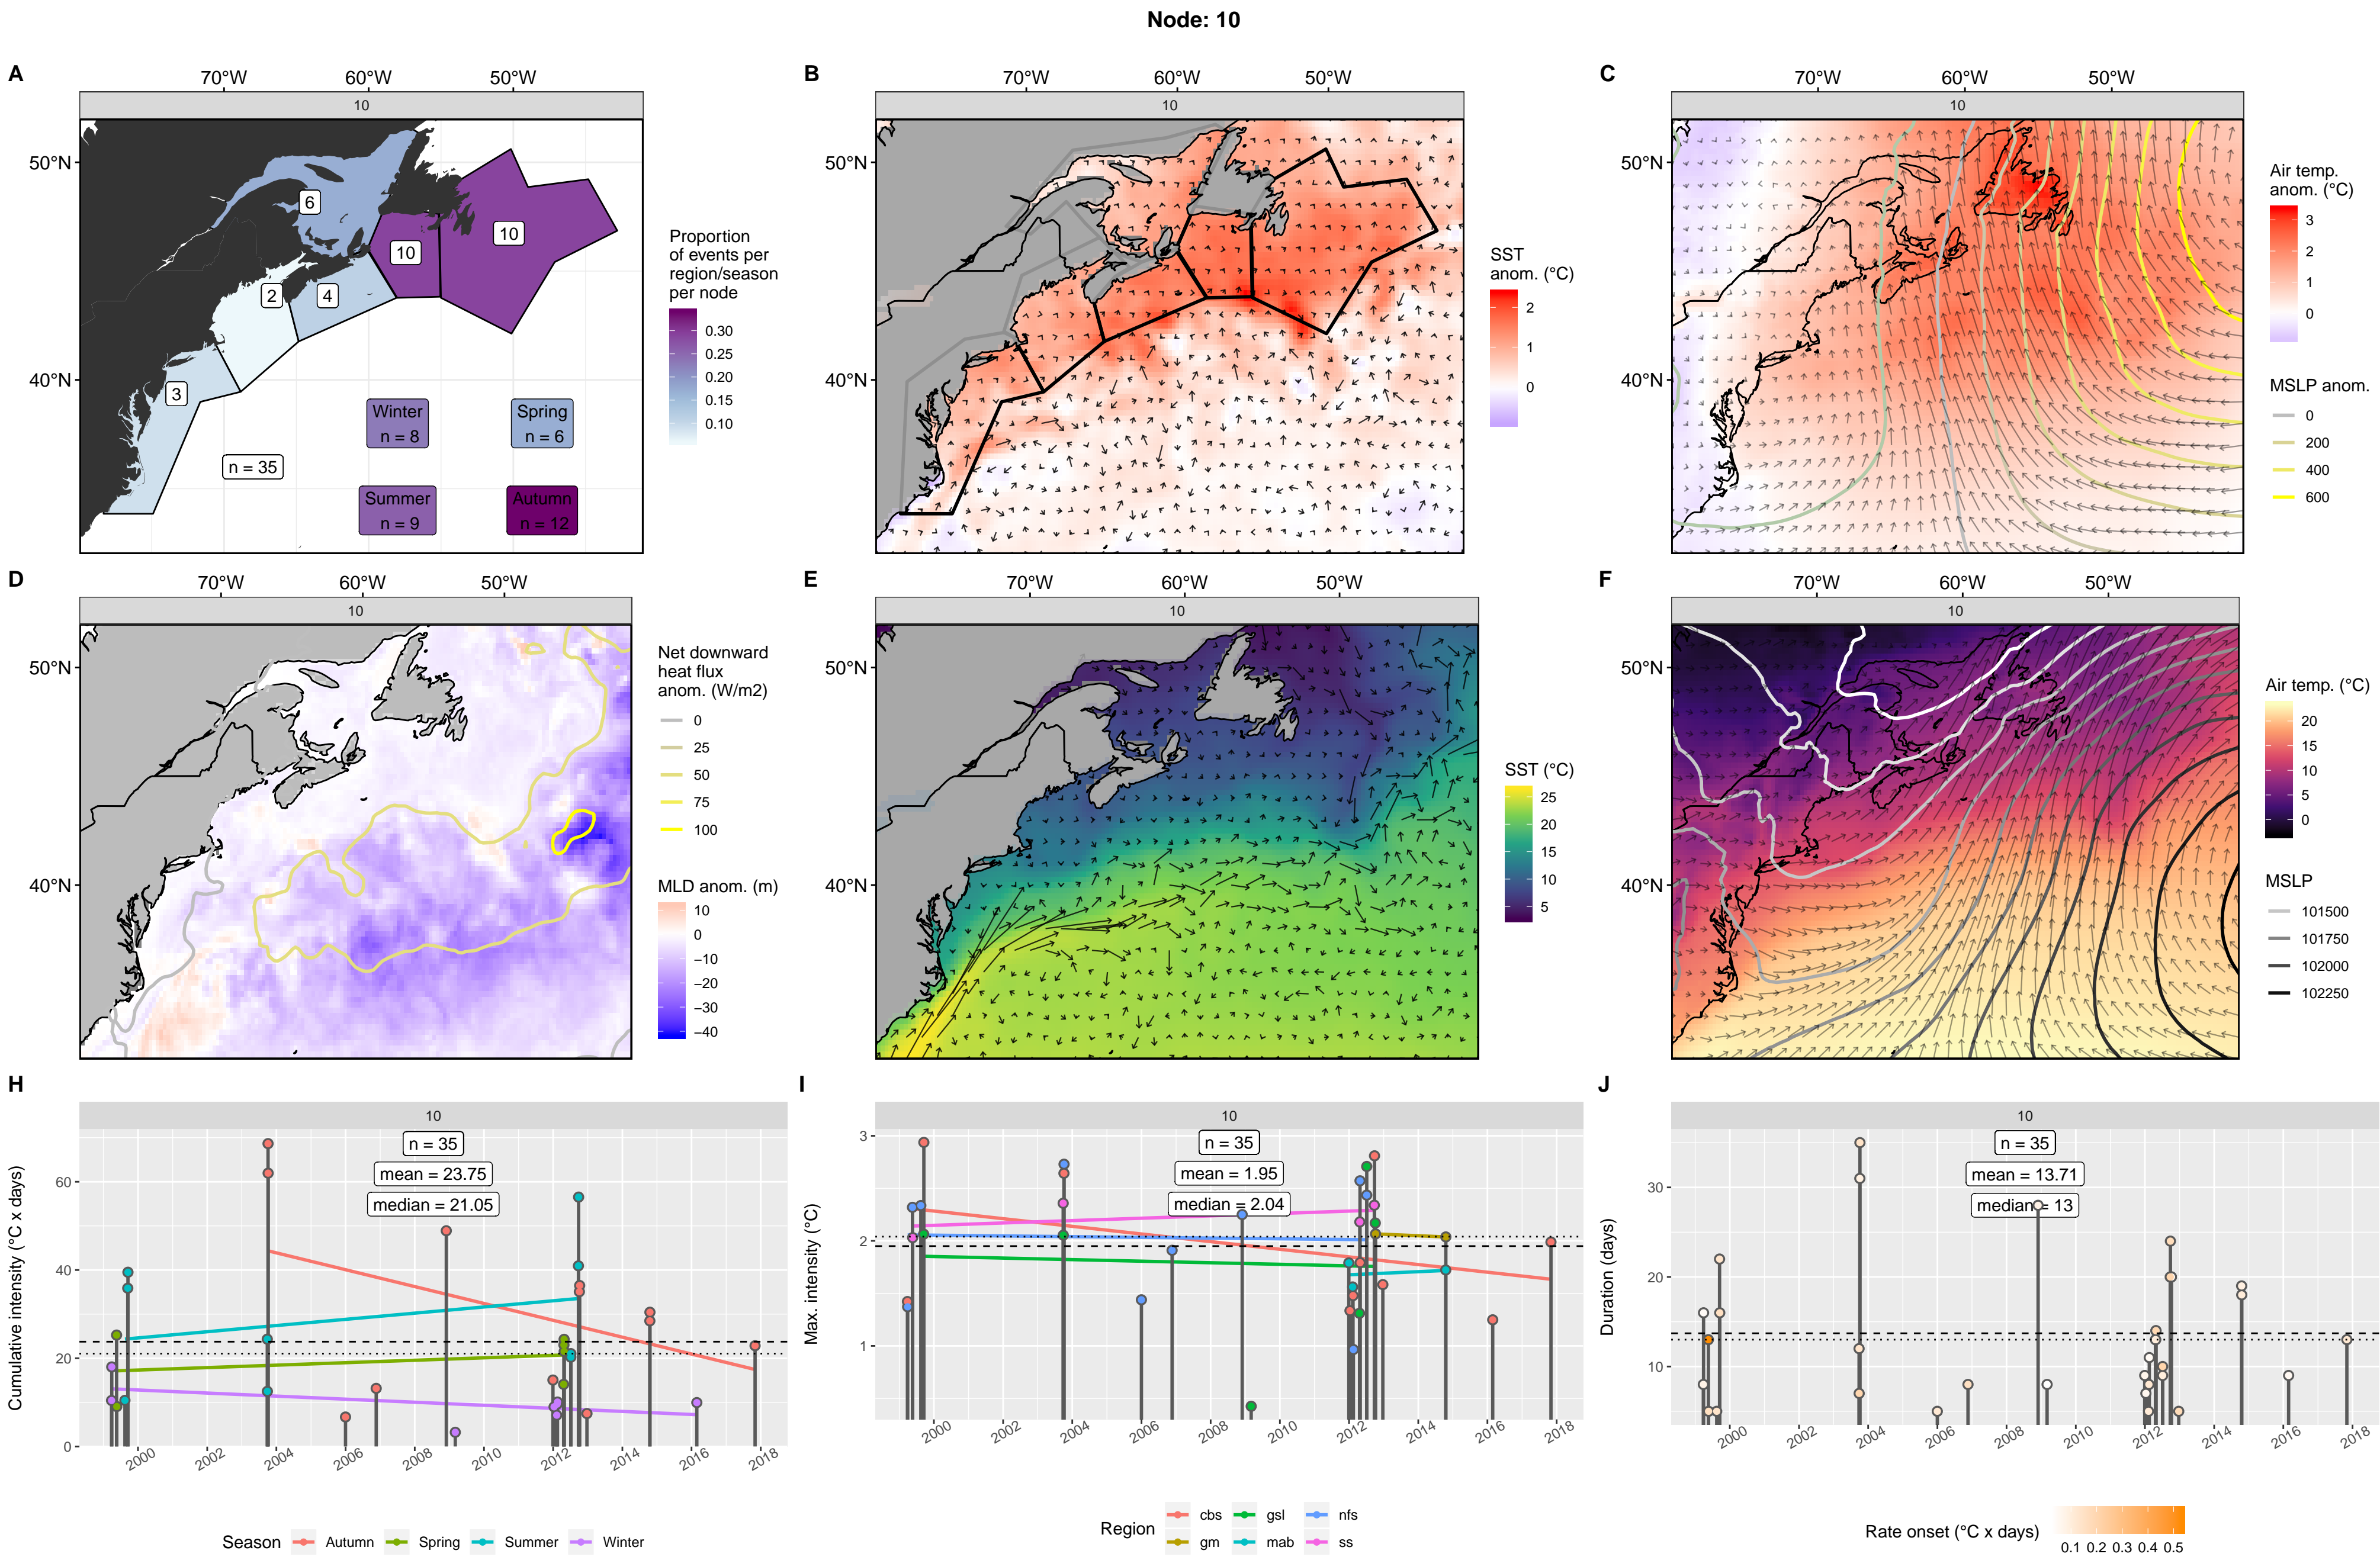 Node: 10
A
70°W 60°W 50°W
10
50°N
40°N
6
10
10
2
4
3
n = 35
Winter
n = 8
Spring
n = 6
Summer
n = 9
Autumn
n = 12
Proportion
of events per
region/season
per node
0.30
0.25
0.20
0.15
0.10
B
70°W 60°W 50°W
10
50°N
40°N
SST
anom. (°C)
2
1
0
C
70°W 60°W 50°W
10
50°N
40°N
Air temp.
anom. (°C)
3
2
1
0
MSLP anom.
0
200
400
600
D
70°W 60°W 50°W
10
50°N
40°N
Net downward
heat flux
anom. (W/m2)
0
25
50
75
100
MLD anom. (m)
10
0
−10
−20
−30
−40
E
70°W 60°W 50°W
10
50°N
40°N
SST (°C)
25
20
15
10
5
F
70°W 60°W 50°W
10
50°N
40°N
Air temp. (°C)
20
15
10
5
0
MSLP
101500
101750
102000
102250
H
10
n = 35
mean = 23.75
median = 21.05
Cumulative intensity (°C x days)
60
40
20
0
2000 2002 2004 2006 2008 2010 2012 2014 2016 2018
Season Autumn Spring Summer Winter
I
10
n = 35
mean = 1.95
median = 2.04
Max. intensity (°C)
3
2
1
2000 2002 2004 2006 2008 2010 2012 2014 2016 2018
Region
cbs gsl nfs
gm mab ss
J
10
n = 35
mean = 13.71
median = 13
Duration (days)
30
20
10
2000 2002 2004 2006 2008 2010 2012 2014 2016 2018
Rate onset (°C x days)
0.1 0.2 0.3 0.4 0.5